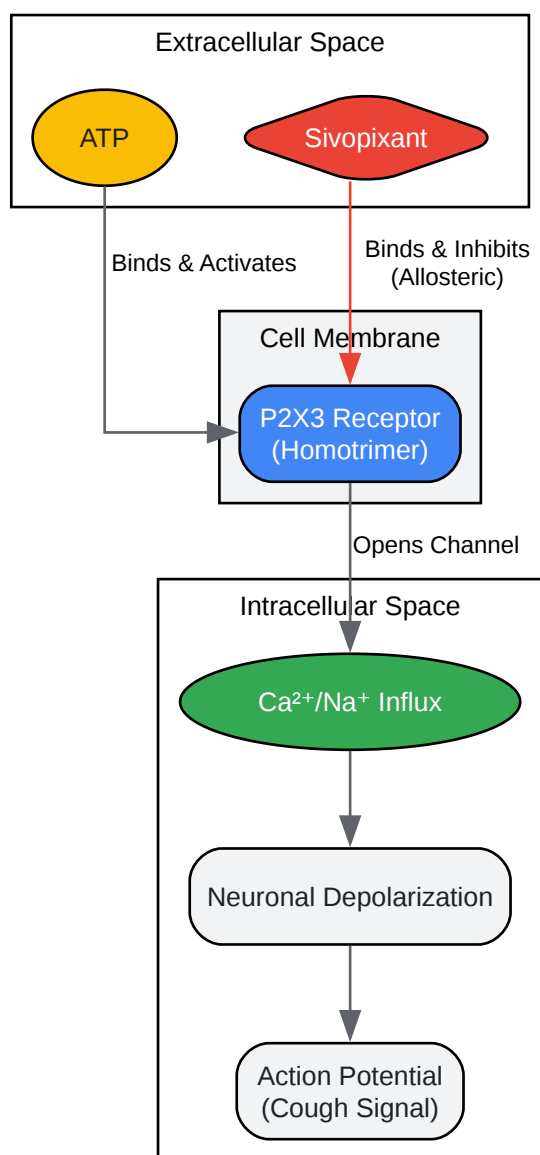 Extracellular Space
ATP
Sivopixant
Binds & Activates
Binds & Inhibits
(Allosteric)
Cell Membrane
P2X3 Receptor
(Homotrimer)
Opens Channel
Intracellular Space
Ca²⁺/Na⁺ Influx
Neuronal Depolarization
Action Potential
(Cough Signal)